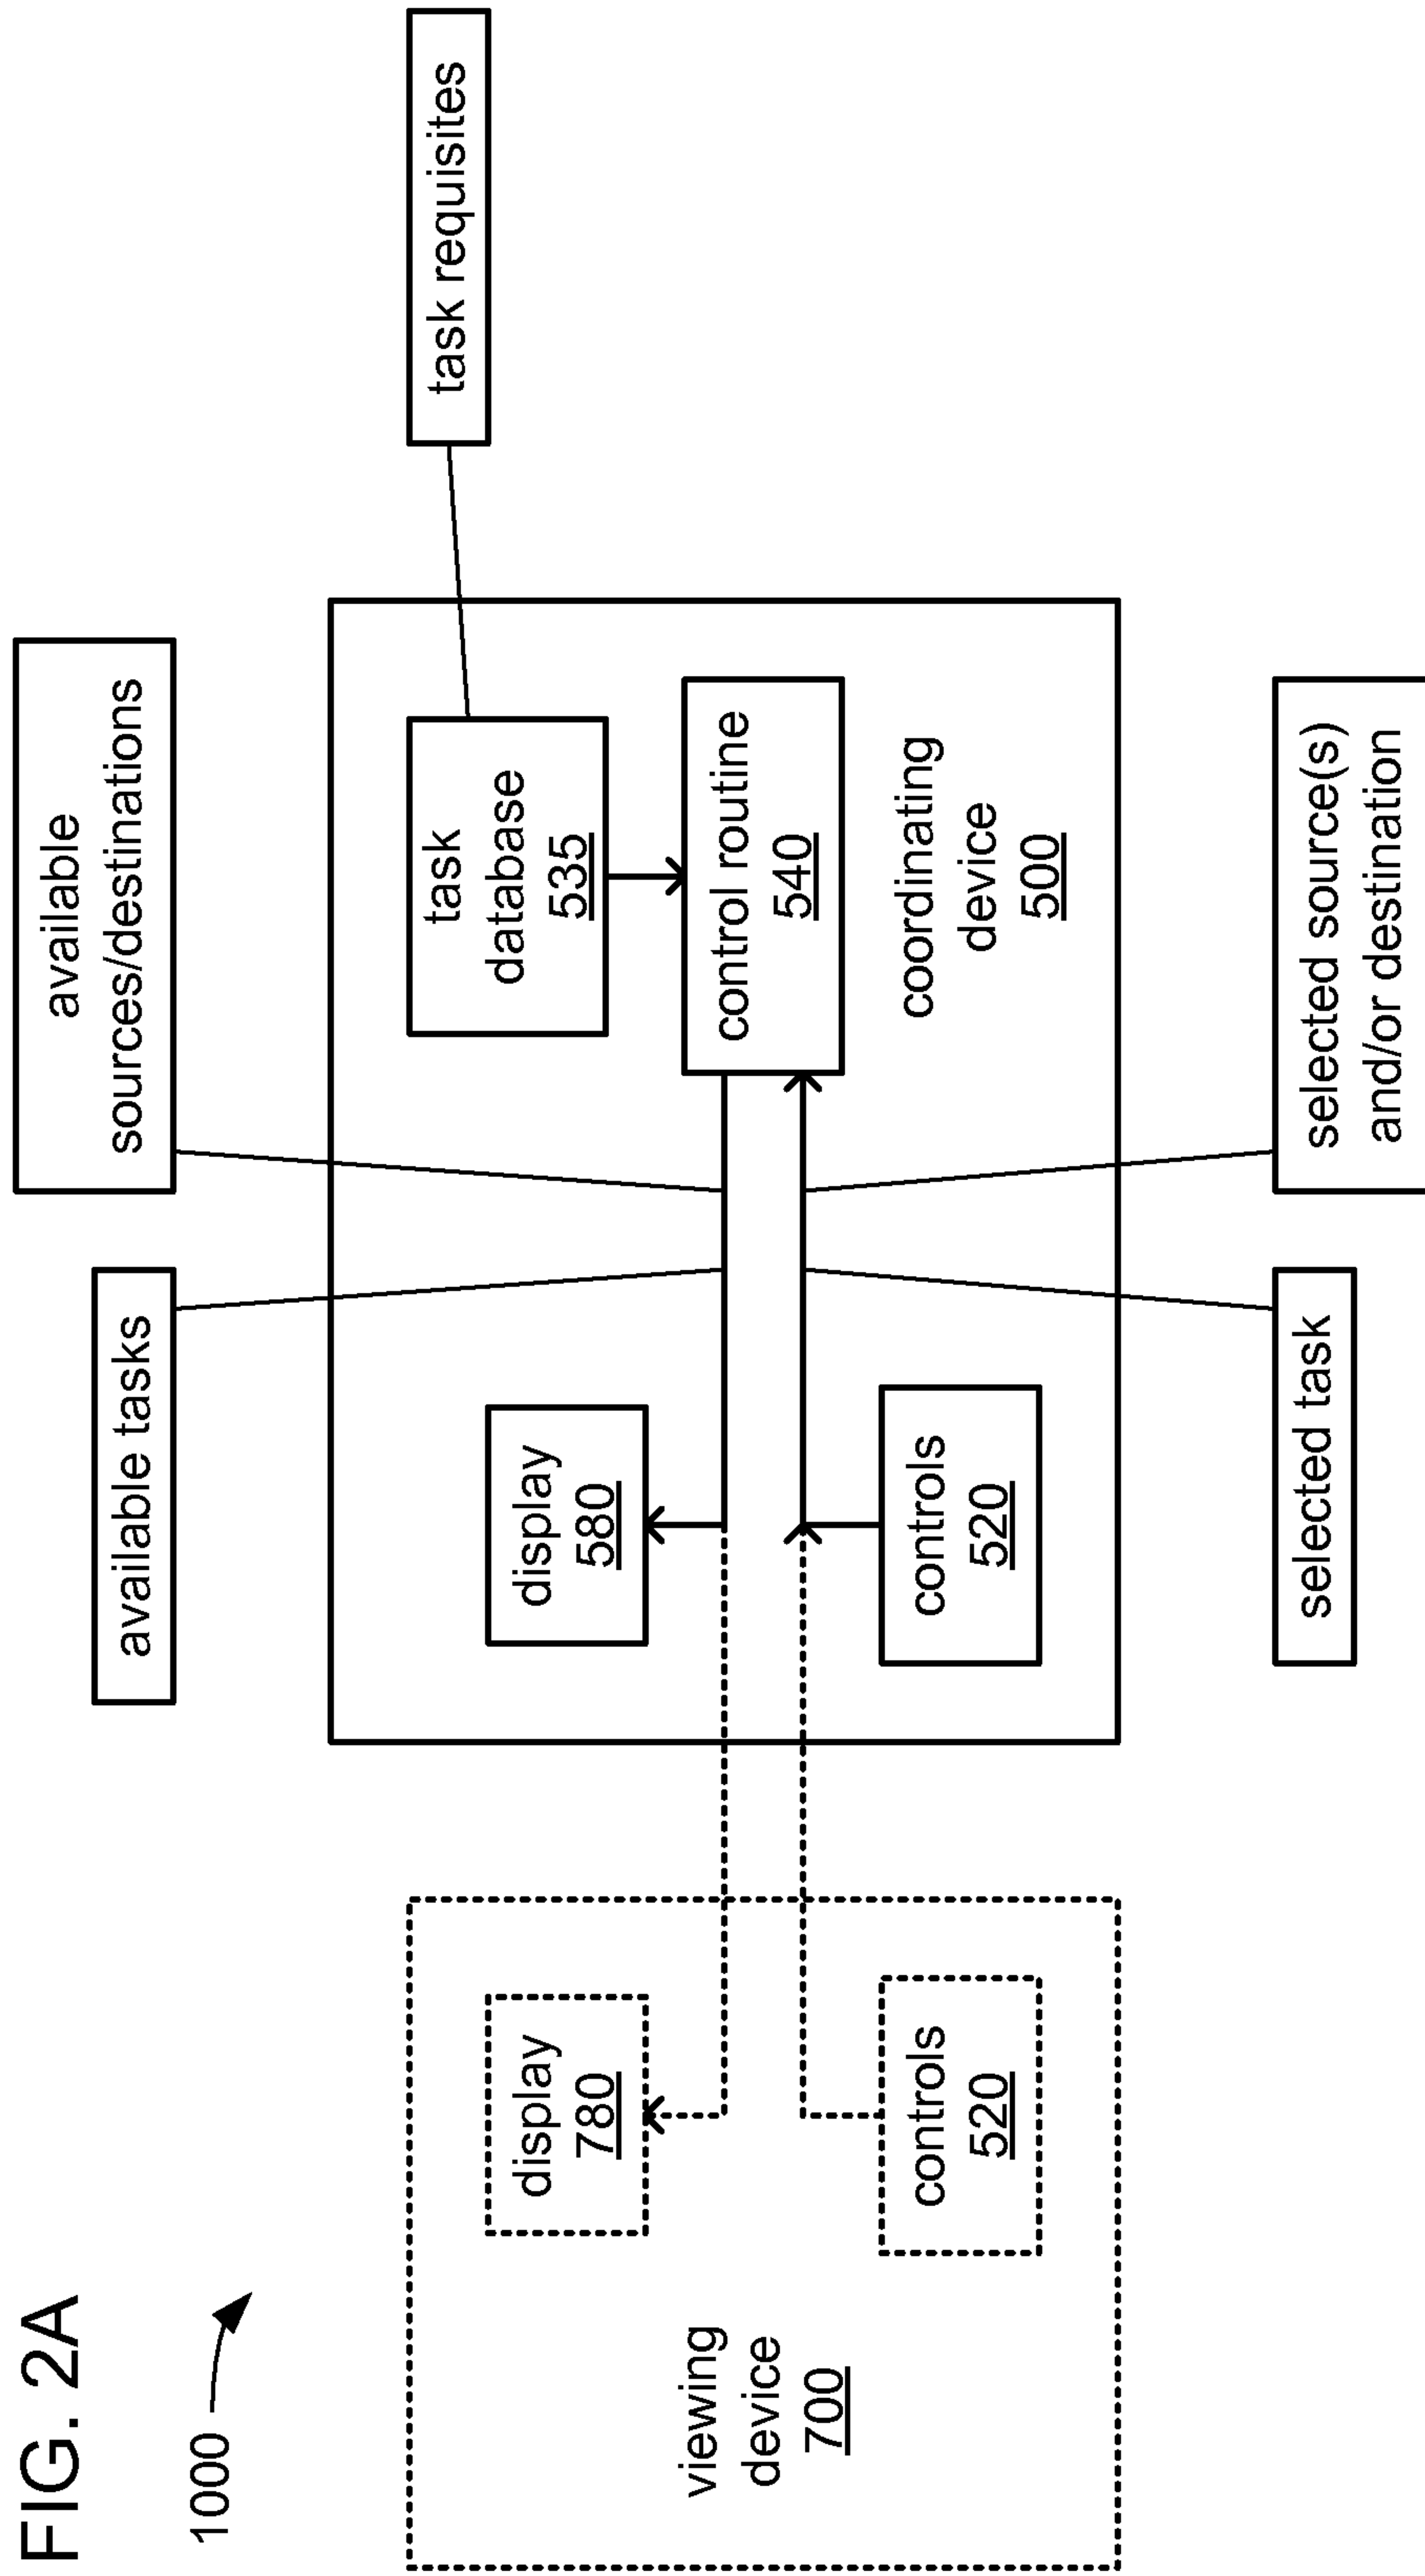 FIG. 2A
1000
available tasks
available
sources/destinations
task requisites
viewing
device
700
display
780
controls
520
display
580
controls
520
task
database
535
control routine
540
coordinating
device
500
selected task
selected source(s)
and/or destination